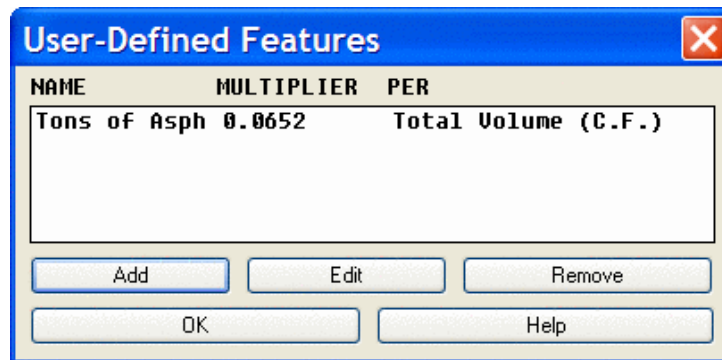 User-Defined Features
NAME MULTIPLIER PER
Tons of Asph 0.0652 Total Volume (C.F.)
Add Edit Remove
OK Help